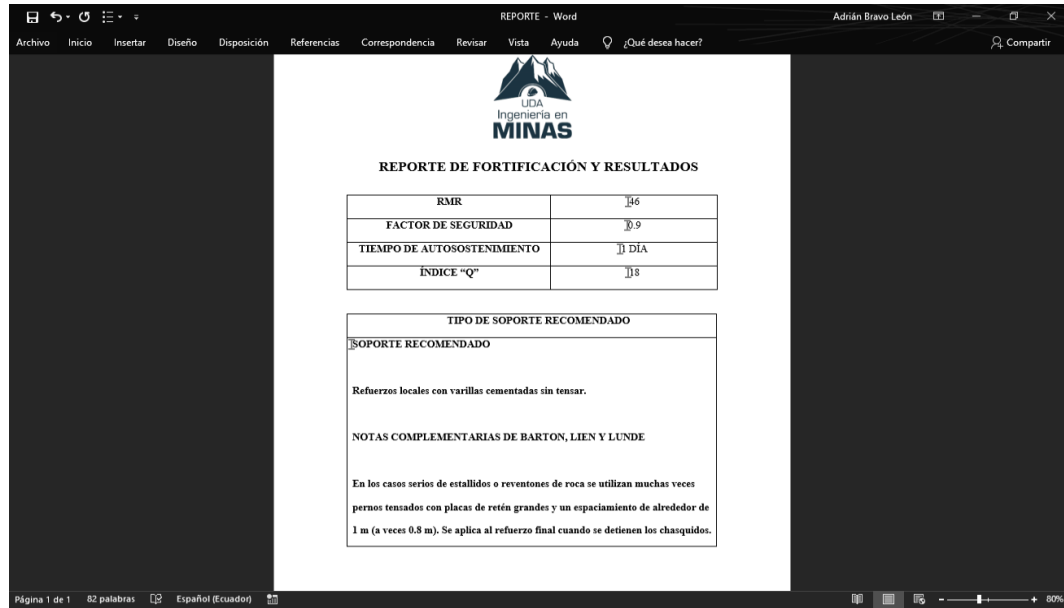 REPORTE - Word
Adrián Bravo León
Archivo Inicio Insertar Diseño Disposición Referencias Correspondencia Revisar Vista Ayuda ¿Qué desea hacer? Compartir
UDA
Ingeniería en
MINAS
REPORTE DE FORTIFICACIÓN Y RESULTADOS
RMR 46
FACTOR DE SEGURIDAD 0.9
TIEMPO DE AUTOSOSTENIMIENTO 1 DÍA
ÍNDICE “Q” 18
TIPO DE SOPORTE RECOMENDADO
SOPORTE RECOMENDADO
Refuerzos locales con varillas cementadas sin tensar.
NOTAS COMPLEMENTARIAS DE BARTON, LIEN Y LUNDE
En los casos serios de estallidos o reventones de roca se utilizan muchas veces
pernos tensados con placas de retén grandes y un espaciamiento de alrededor de
1 m (a veces 0.8 m). Se aplica al refuerzo final cuando se detienen los chasquidos.
Página 1 de 1 82 palabras Español (Ecuador) 80%